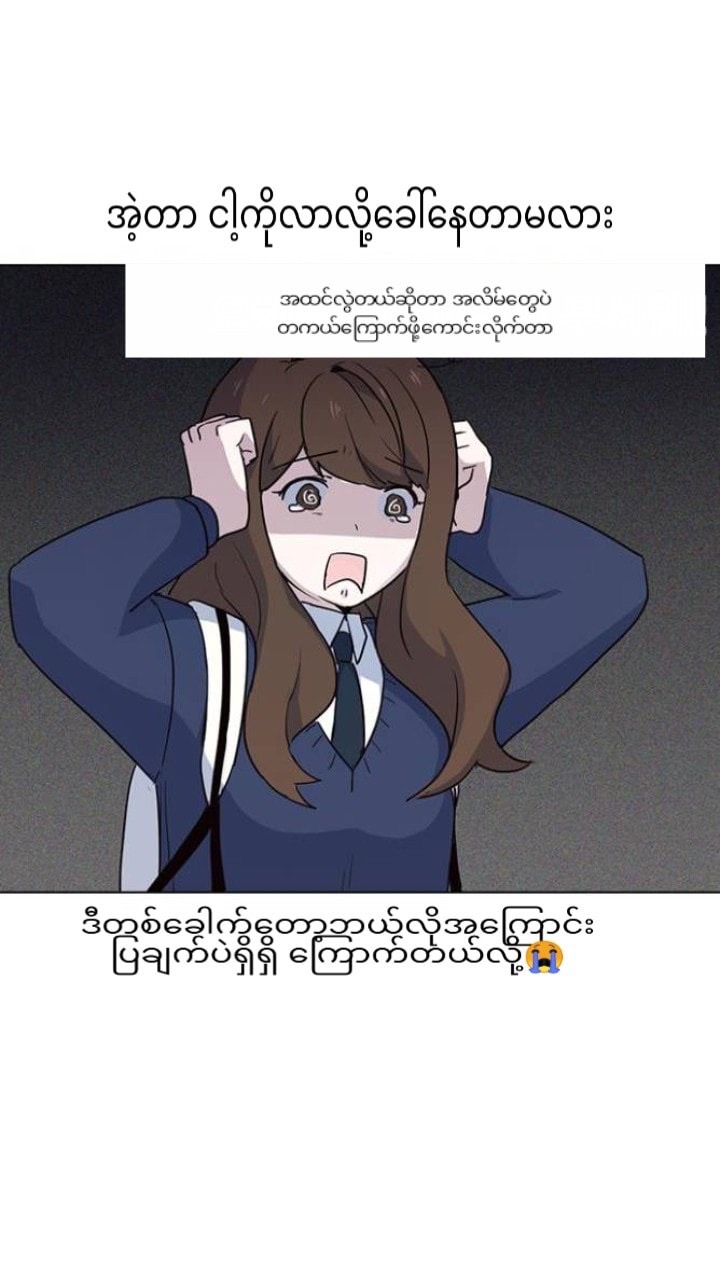 အဲ့တာ ငါ့ကိုလာလို့ခေါ်နေတာမလား
အထင်လွဲတယ်ဆိုတာ အလိမ်တွေပဲ
တကယ်ကြောက်ဖို့ကောင်းလိုက်တာ
ဒီတစ်ခေါက်တော့ဘယ်လိုအကြောင်း
ပြချက်ပဲရှိရှိ ကြောက်တယ်လို့😭